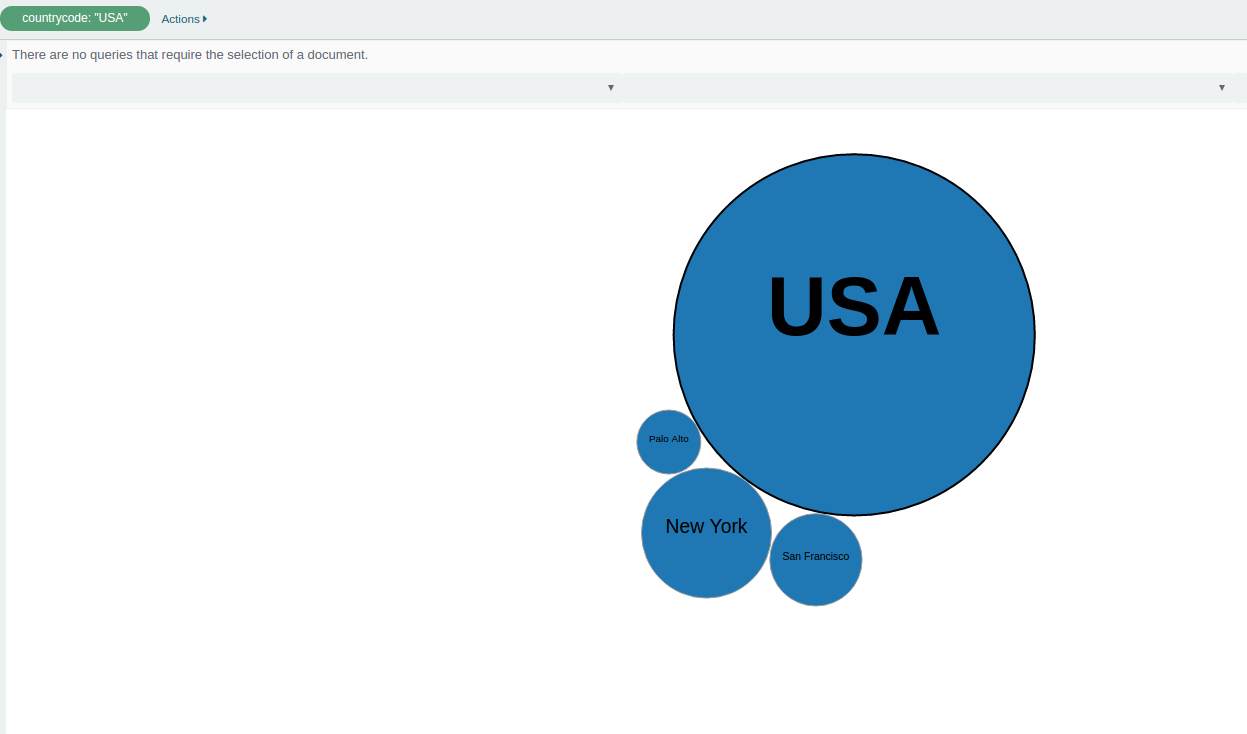 countrycode: "USA" Actions
There are no queries that require the selection of a document.
USA
Palo Alto
New York
San Francisco